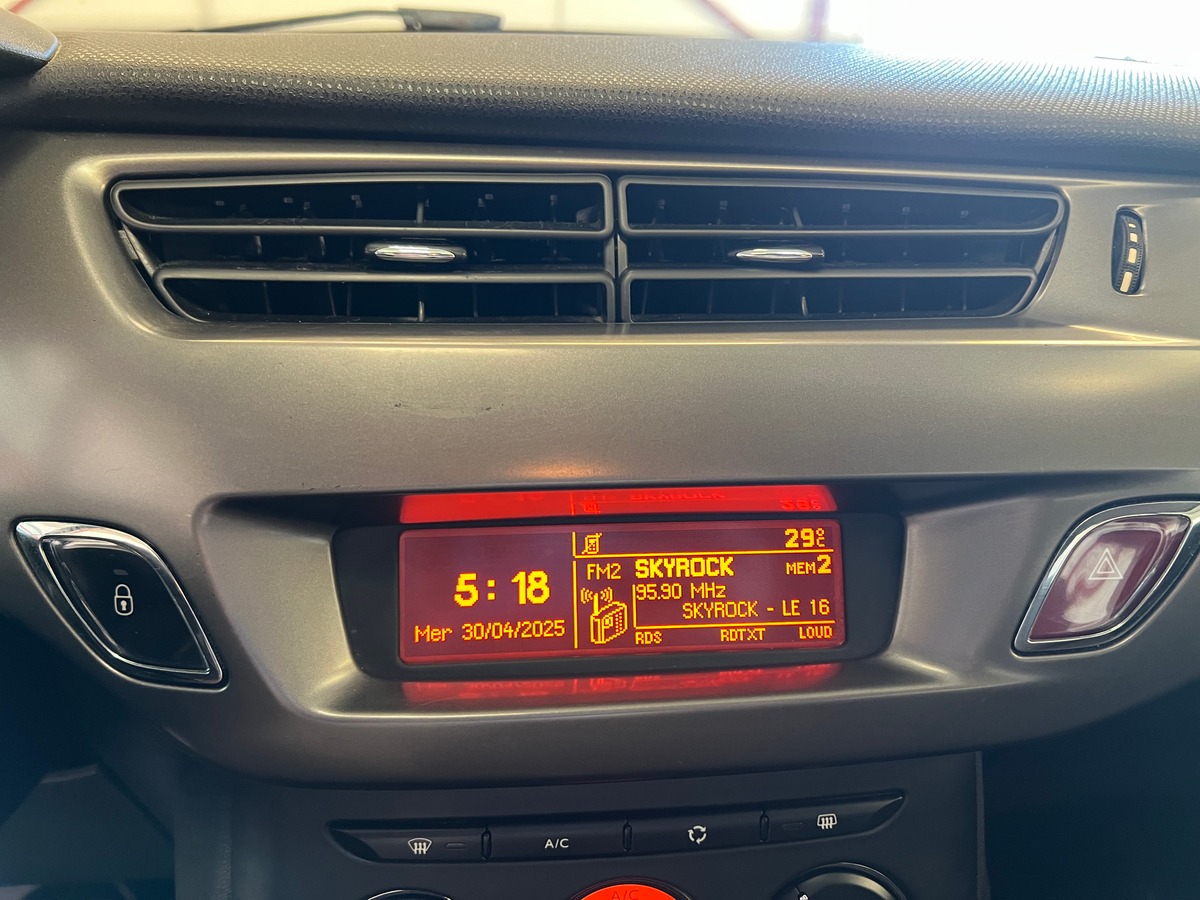 5:18
Mer 30/04/2025
29°C
FM2 SKYROCK MEM2
95.90 MHz
SKYROCK - LE 16
RDS RDTXT LOUD
A/C
A/C